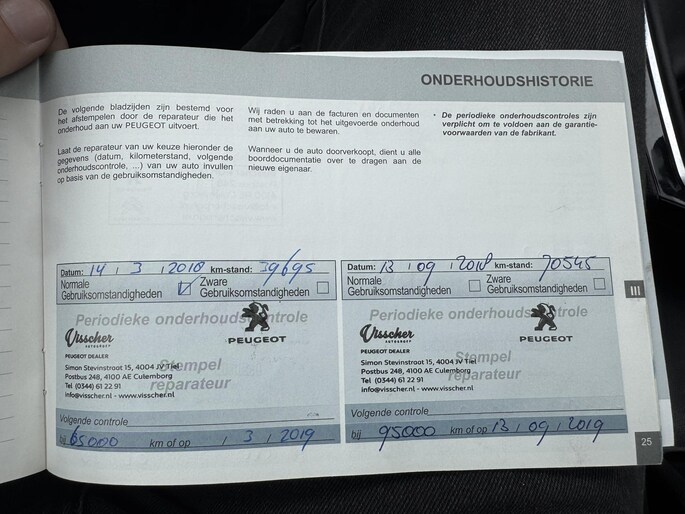 ONDERHOUDSHISTORIE
De volgende bladzijden zijn bestemd voor
het afstempelen door de reparateur die het
onderhoud aan uw PEUGEOT uitvoert.
Laat de reparateur van uw keuze hieronder de
gegevens (datum, kilometerstand, volgende
onderhoudscontrole, ...) van uw auto invullen
op basis van de gebruiksomstandigheden.
Wij raden u aan de facturen en documenten
met betrekking tot het uitgevoerde onderhoud
aan uw auto te bewaren.
Wanneer u de auto doorverkoopt, dient u alle
boorddocumentatie over te dragen aan de
nieuwe eigenaar.
• De periodieke onderhoudscontroles zijn
verplicht om te voldoen aan de garantie-
voorwaarden van de fabrikant.
Datum: 14 / 3 / 2018 km-stand: 39695
Normale
Gebruiksomstandigheden
Zware
Gebruiksomstandigheden
Periodieke onderhoudscontrole
Visscher
AUTOGROEP
PEUGEOT
PEUGEOT DEALER
Simon Stevinstraat 15, 4004 JV Tiel
Postbus 248, 4100 AE Culemborg
Tel (0344) 61 22 91
info@visscher.nl - www.visscher.nl
Stempel
reparateur
Volgende controle
bij 65000 km of op / 3 / 2019
Datum: 13 / 09 / 2018 km-stand: 70545
Normale
Gebruiksomstandigheden
Zware
Gebruiksomstandigheden
Periodieke onderhoudscontrole
Visscher
AUTOGROEP
PEUGEOT
PEUGEOT DEALER
Simon Stevinstraat 15, 4004 JV Tiel
Postbus 248, 4100 AE Culemborg
Tel (0344) 61 22 91
info@visscher.nl - www.visscher.nl
Stempel
reparateur
Volgende controle
bij 95000 km of op 13 / 09 / 2019
III
25